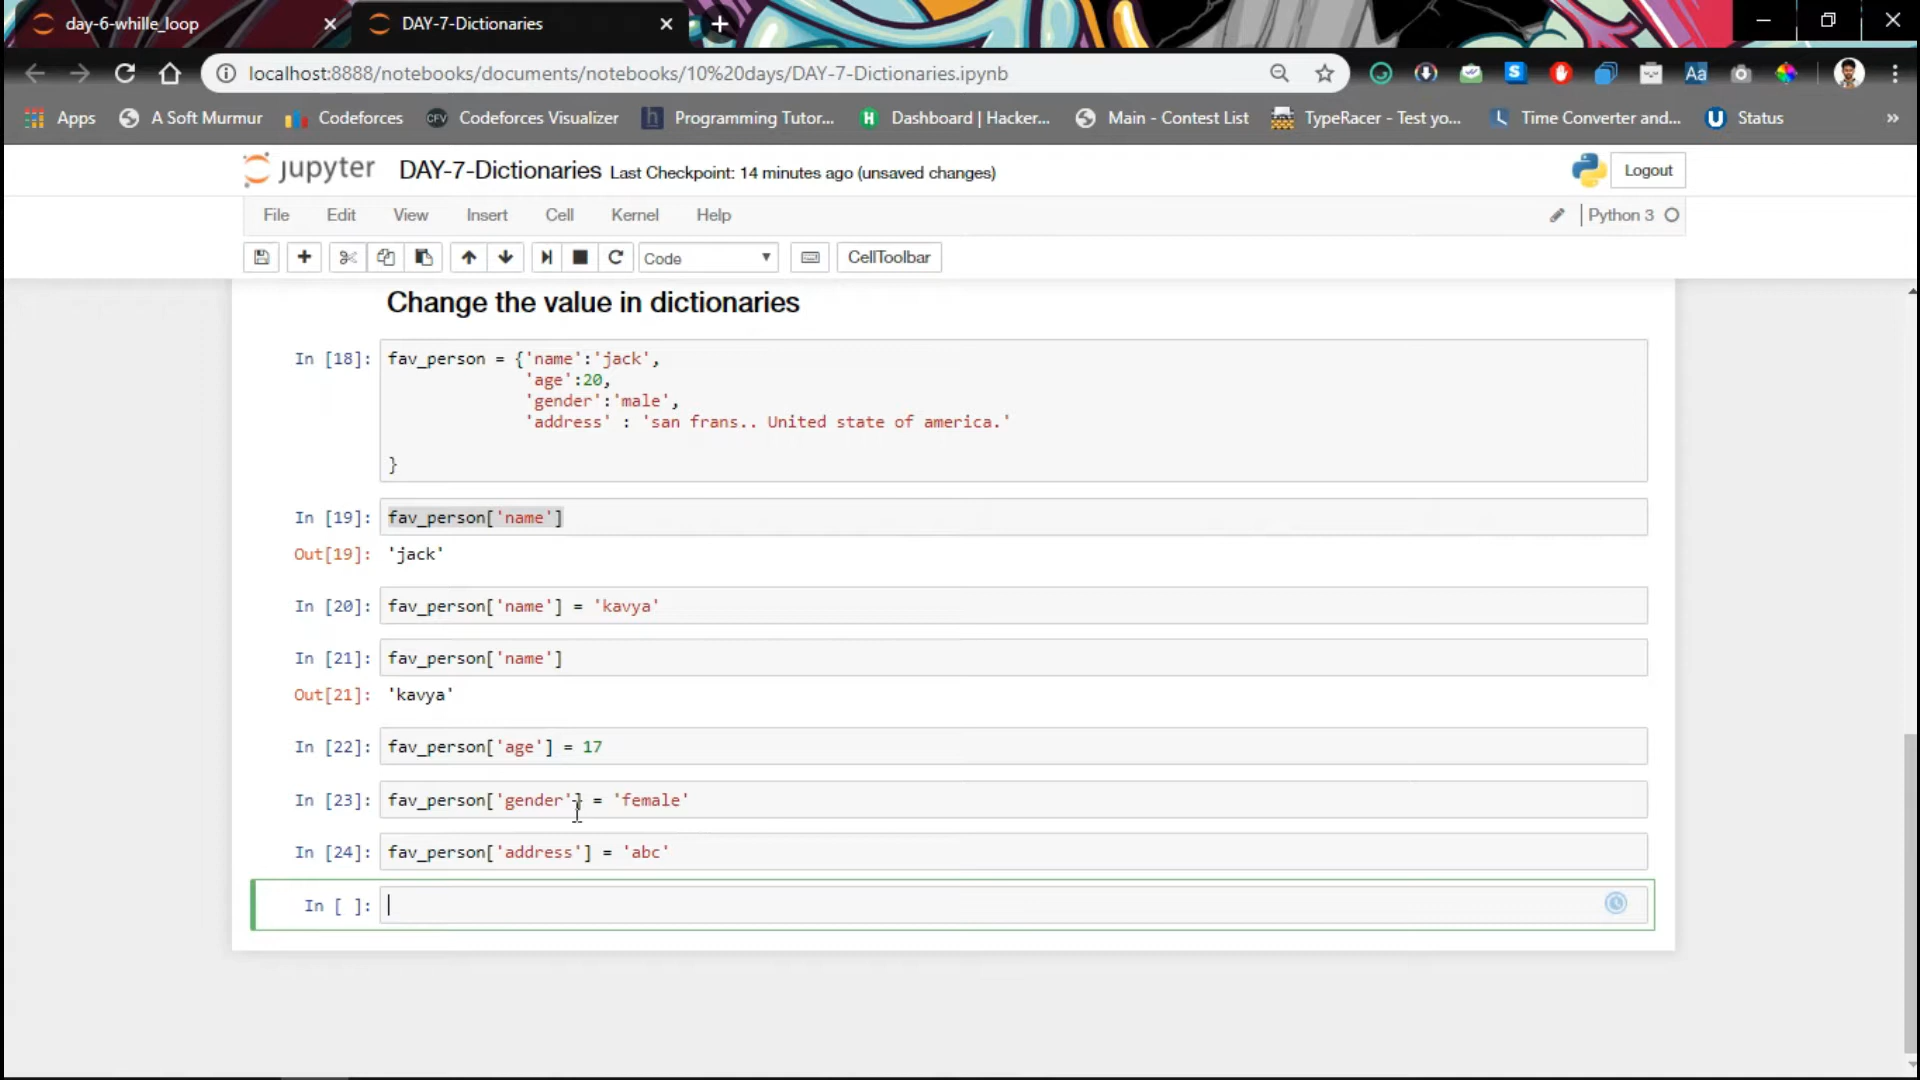 day-6-whille_loop
DAY-7-Dictionaries
localhost:8888/notebooks/documents/notebooks/10%20days/DAY-7-Dictionaries.ipynb
Apps
A Soft Murmur
Codeforces
CFV
Codeforces Visualizer
h
Programming Tutor...
H
Dashboard | Hacker...
Main - Contest List
TypeRacer - Test yo...
Time Converter and...
U
Status
»
jupyter
DAY-7-Dictionaries Last Checkpoint: 14 minutes ago (unsaved changes)
Logout
File
Edit
View
Insert
Cell
Kernel
Help
Python 3
Code
CellToolbar
Change the value in dictionaries
In [18]: fav_person = {'name':'jack',
'age':20,
'gender':'male',
'address' : 'san frans.. United state of america.'
}
In [19]: fav_person['name']
Out[19]: 'jack'
In [20]: fav_person['name'] = 'kavya'
In [21]: fav_person['name']
Out[21]: 'kavya'
In [22]: fav_person['age'] = 17
In [23]: fav_person['gender'] = 'female'
In [24]: fav_person['address'] = 'abc'
In [ ]: